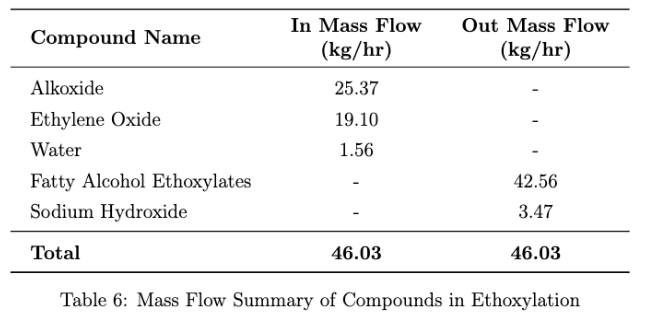 Compound Name In Mass Flow (kg/hr) Out Mass Flow (kg/hr)
Alkoxide 25.37 -
Ethylene Oxide 19.10 -
Water 1.56 -
Fatty Alcohol Ethoxylates - 42.56
Sodium Hydroxide - 3.47
Total 46.03 46.03
Table 6: Mass Flow Summary of Compounds in Ethoxylation